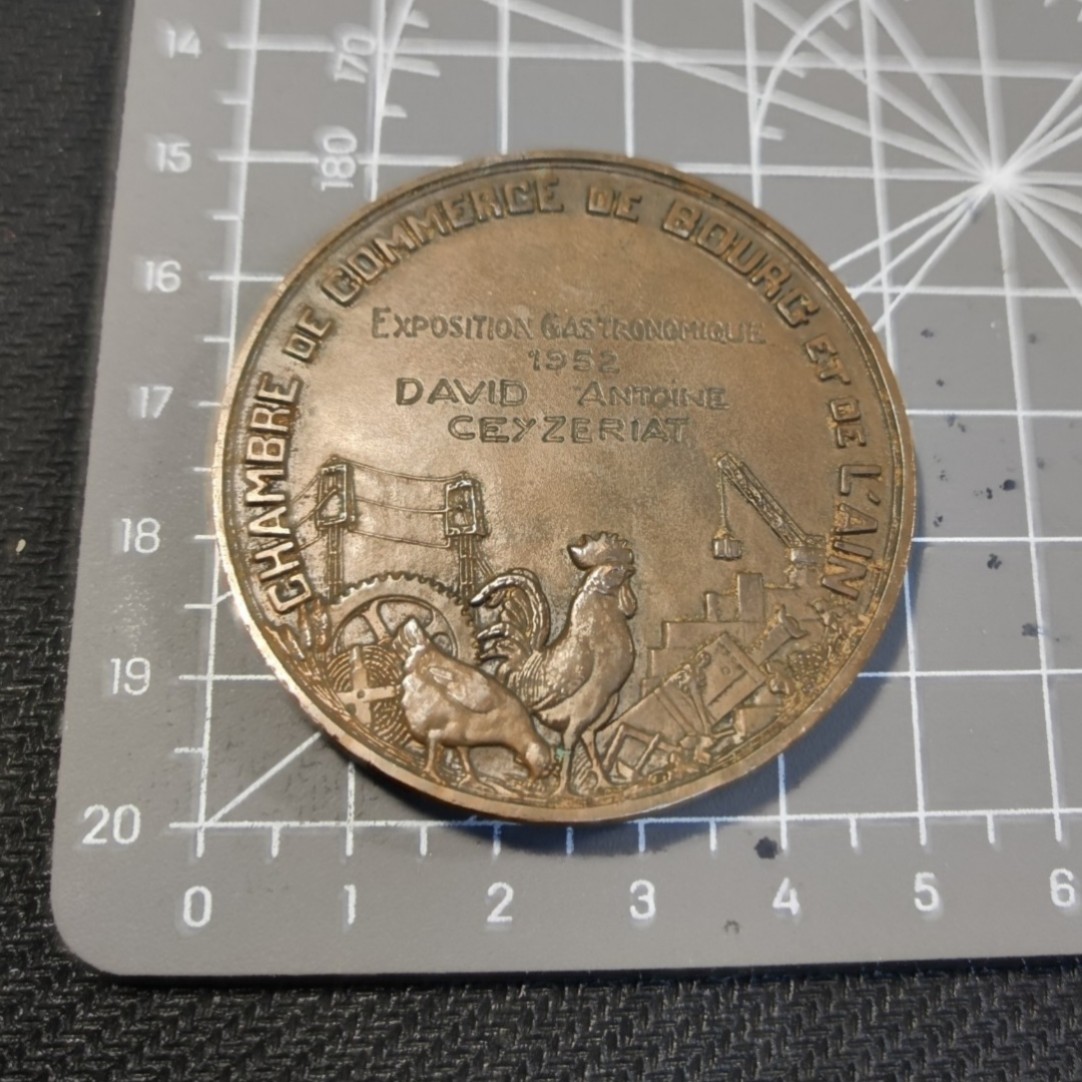 CHAMBRE DE COMMERCE DE BOURG ET DE L'AIN
EXPOSITION GASTRONOMIQUE
1952
DAVID ANTOINE
CEYZERIAT
14
170
15
180
16
17
18
19
20
0 1 2 3 4 5 6